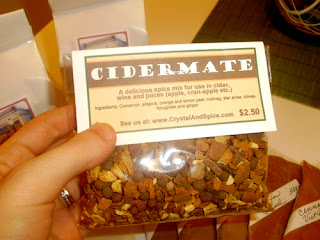 CIDERMATE
A delicious spice mix for use in cider,
wine and juices (apple, cran-apple etc.)
Ingredients: Cinnamon, allspice, orange and lemon peel, nutmeg, star anise, cloves,
fenugreek and ginger
$2.50
See us at: www.CrystalAndSpice.com